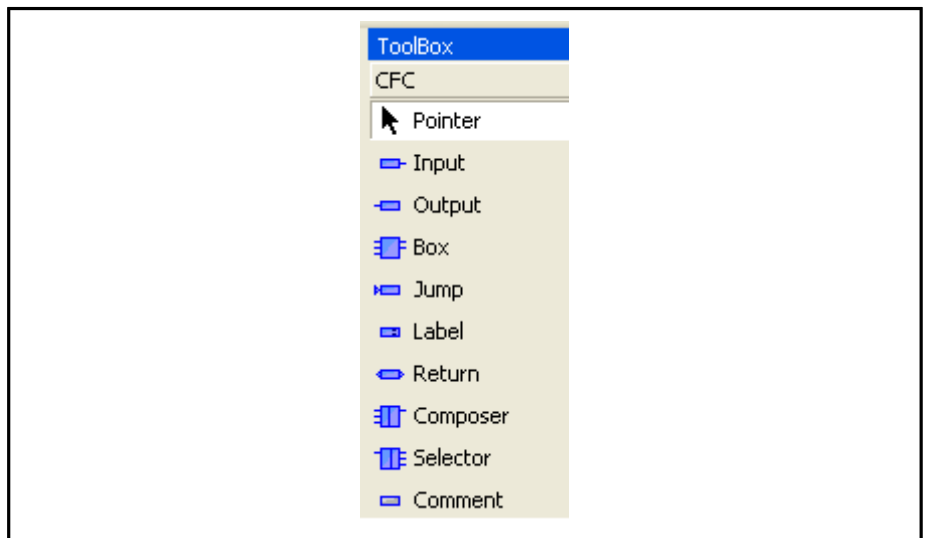 ToolBox
CFC
Pointer
Input
Output
Box
Jump
Label
Return
Composer
Selector
Comment